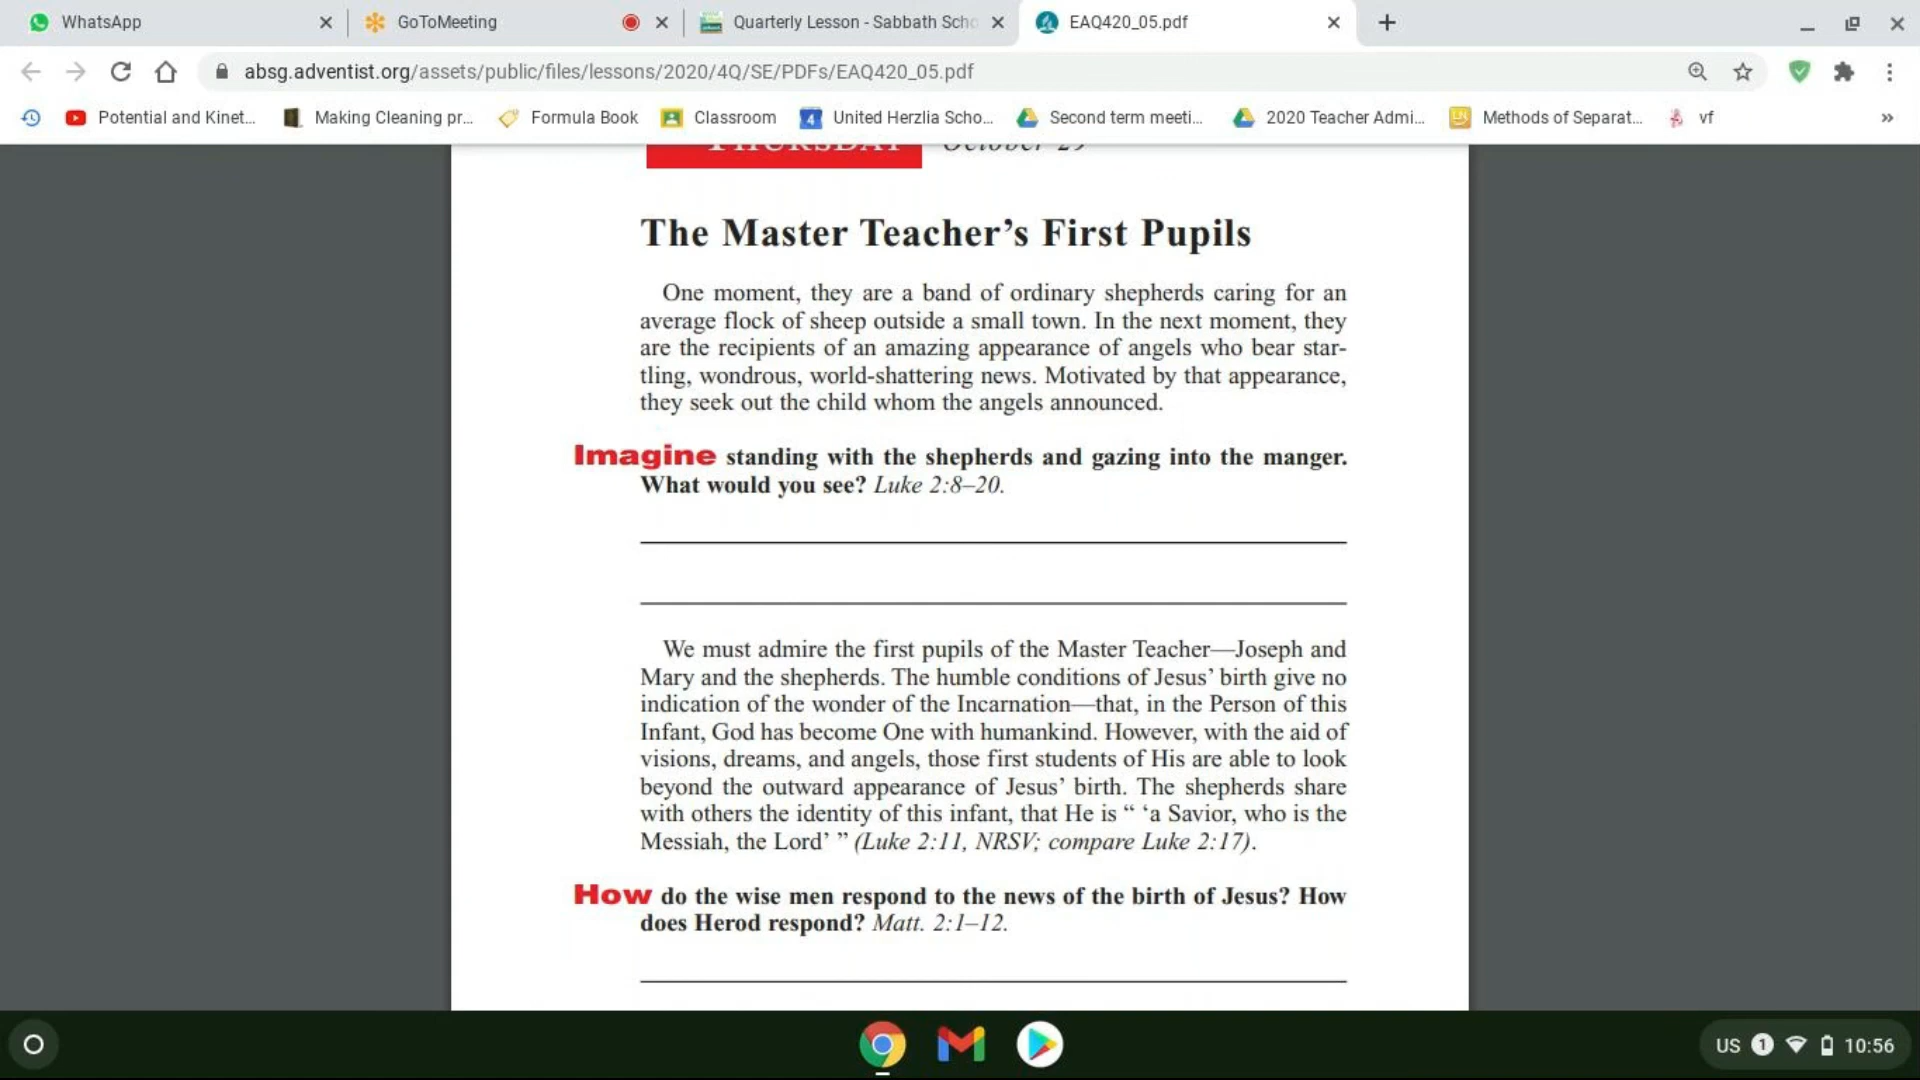 WhatsApp
GoToMeeting
Quarterly Lesson - Sabbath Scho
EAQ420_05.pdf
absg.adventist.org/assets/public/files/lessons/2020/4Q/SE/PDFs/EAQ420_05.pdf
Potential and Kinet...
Making Cleaning pr...
Formula Book
Classroom
4
United Herzlia Scho...
Second term meeti...
2020 Teacher Admi...
Methods of Separat...
vf
»
THURSDAY October 29
The Master Teacher’s First Pupils
One moment, they are a band of ordinary shepherds caring for an
average flock of sheep outside a small town. In the next moment, they
are the recipients of an amazing appearance of angels who bear star-
tling, wondrous, world-shattering news. Motivated by that appearance,
they seek out the child whom the angels announced.
Imagine standing with the shepherds and gazing into the manger.
What would you see? Luke 2:8–20.
We must admire the first pupils of the Master Teacher—Joseph and
Mary and the shepherds. The humble conditions of Jesus’ birth give no
indication of the wonder of the Incarnation—that, in the Person of this
Infant, God has become One with humankind. However, with the aid of
visions, dreams, and angels, those first students of His are able to look
beyond the outward appearance of Jesus’ birth. The shepherds share
with others the identity of this infant, that He is “ ‘a Savior, who is the
Messiah, the Lord’ ” (Luke 2:11, NRSV; compare Luke 2:17).
How do the wise men respond to the news of the birth of Jesus? How
does Herod respond? Matt. 2:1–12.
US 1 10:56